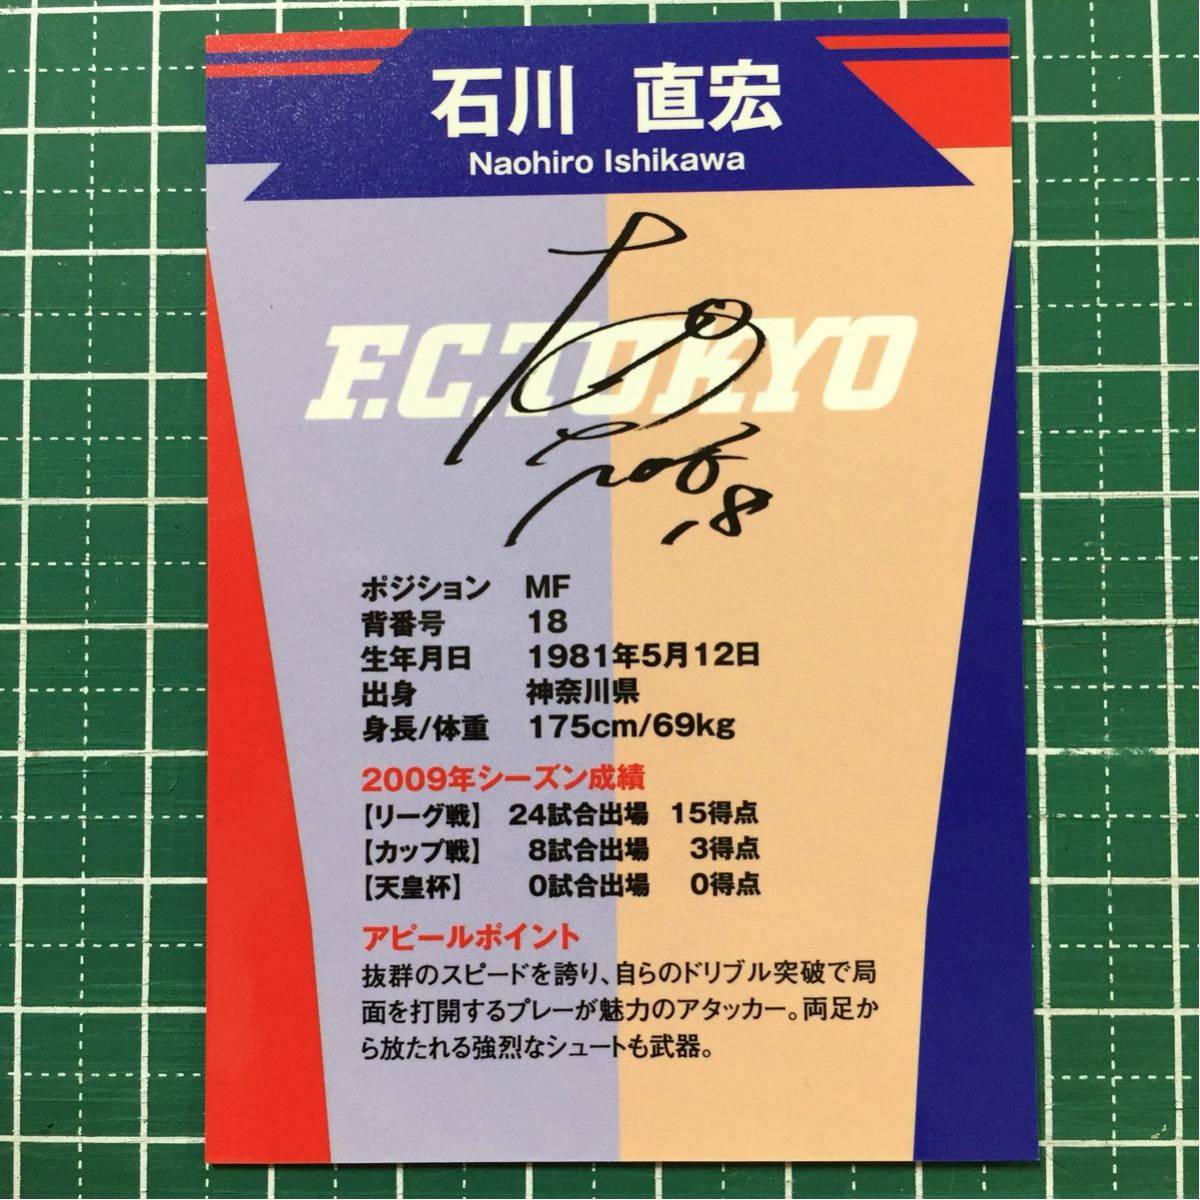 石川 直宏
Naohiro Ishikawa
F.C.TOKYO
18
ポジション MF
背番号 18
生年月日 1981年5月12日
出身 神奈川県
身長/体重 175cm/69kg
2009年シーズン成績
【リーグ戦】 24試合出場 15得点
【カップ戦】 8試合出場 3得点
【天皇杯】 0試合出場 0得点
アピールポイント
抜群のスピードを誇り、自らのドリブル突破で局
面を打開するプレーが魅力のアタッカー。両足か
ら放たれる強烈なシュートも武器。